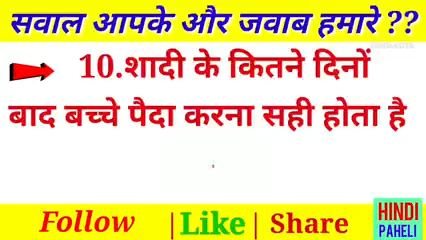 सवाल आपके और जवाब हमारे ??
10.शादी के कितने दिनों
बाद बच्चे पैदा करना सही होता है
Follow | Like | Share
HINDI
PAHELI